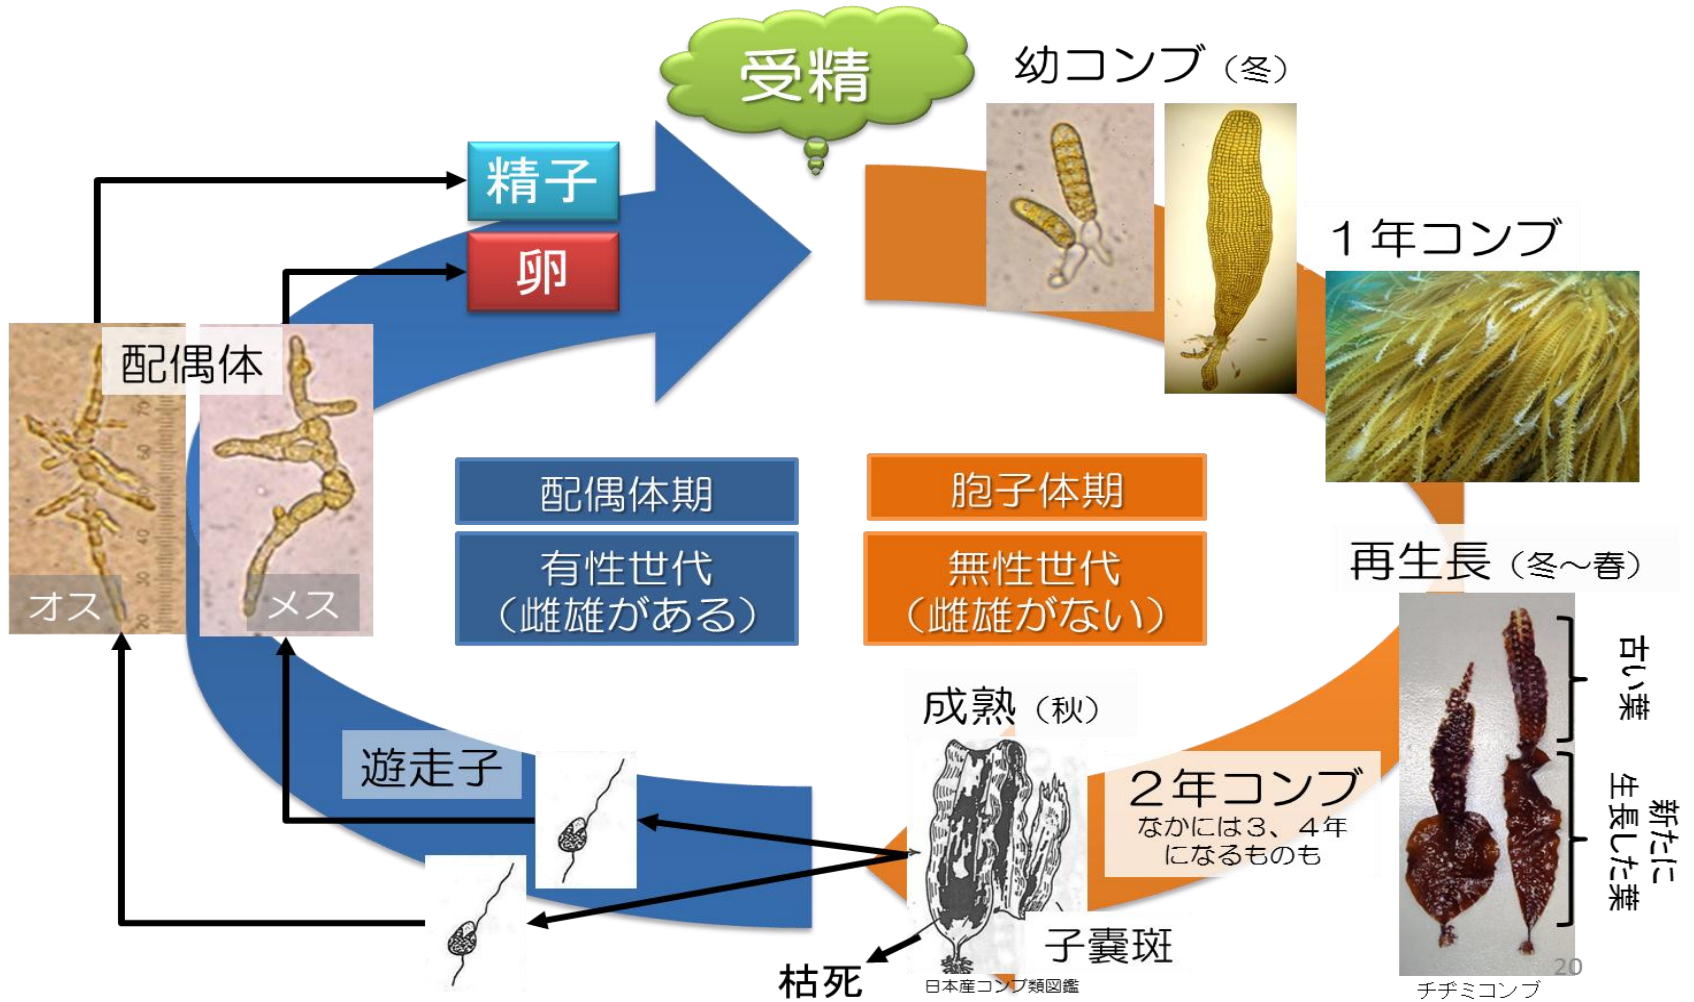 受精
幼コンブ（冬）
精子
卵
１年コンブ
配偶体
オス
メス
配偶体期
有性世代
（雌雄がある）
胞子体期
無性世代
（雌雄がない）
再生長（冬～春）
古い葉
新たに
生長した葉
チヂミコンブ
20
２年コンブ
なかには３、４年
になるものも
成熟（秋）
子嚢斑
日本産コンブ類図鑑
枯死
遊走子